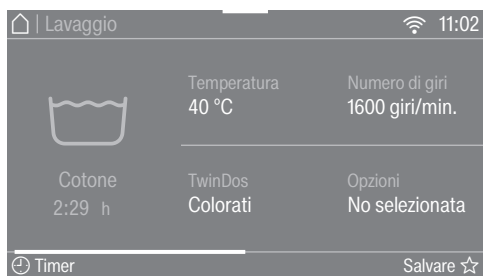 | Lavaggio 11:02
Temperatura
40 °C
Numero di giri
1600 giri/min.
Cotone
2:29 h
TwinDos
Colorati
Opzioni
No selezionata
Timer Salvare